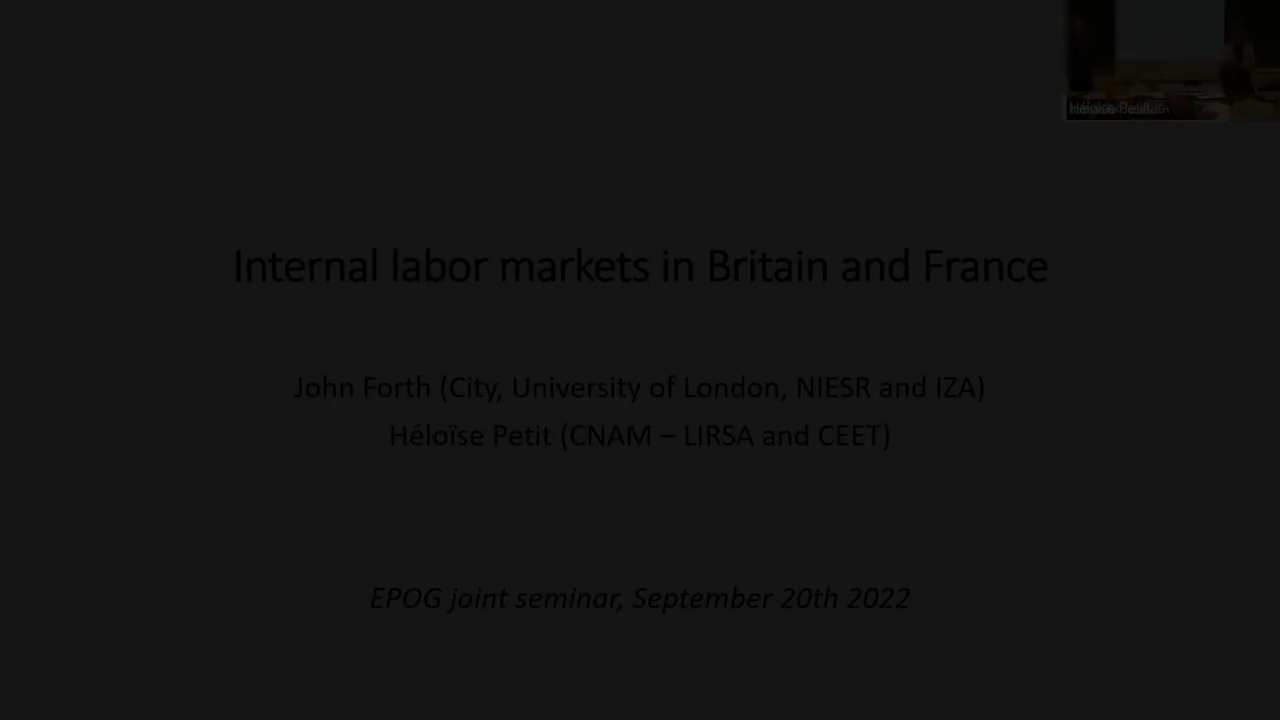 Internal labor markets in Britain and France
John Forth (City, University of London, NIESR and IZA)
Héloïse Petit (CNAM – LIRSA and CEET)
EPOG joint seminar, September 20th 2022